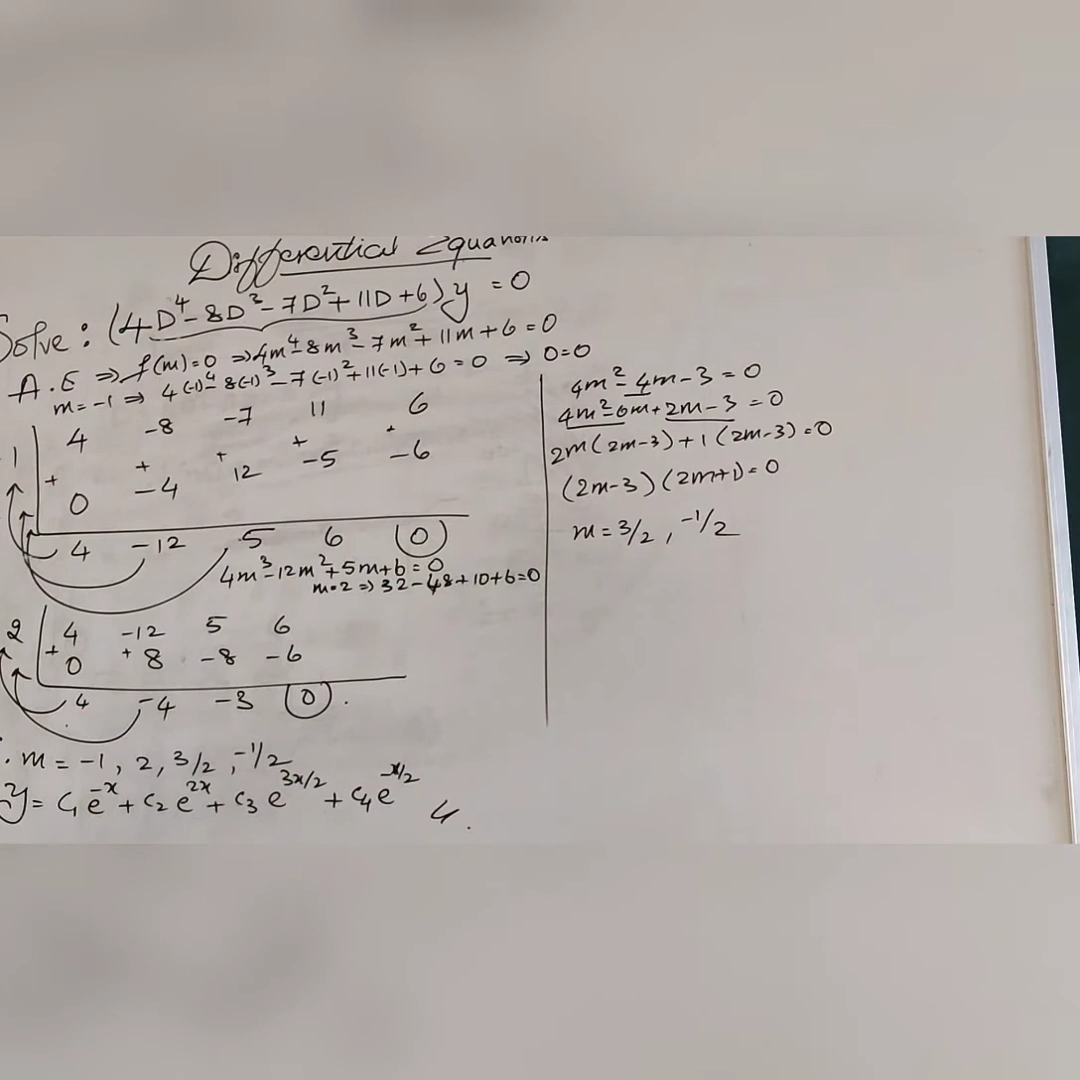 Differential Equations
Solve : (4D⁴ - 8D³ - 7D² + 11D + 6) y = 0
A.E ⇒ f(m) = 0 ⇒ 4m⁴ - 8m³ - 7m² + 11m + 6 = 0
m = -1 ⇒ 4(-1)⁴ - 8(-1)³ - 7(-1)² + 11(-1) + 6 = 0 ⇒ 0 = 0
4 -8 -7 11 6
-1 + + + + +
0 -4 12 -5 -6
4 -12 5 6 0
4m³ - 12m² + 5m + 6 = 0
m = 2 ⇒ 32 - 48 + 10 + 6 = 0
2 4 -12 5 6
+ 0 + 8 -8 -6
4 -4 -3 0 .
∴ m = -1, 2, 3/2, -1/2
y = c₁e^{-x} + c₂e^{2x} + c₃e^{3x/2} + c₄e^{-x/2}
4m² - 4m - 3 = 0
4m² - 6m + 2m - 3 = 0
2m(2m-3) + 1(2m-3) = 0
(2m-3)(2m+1) = 0
m = 3/2, -1/2